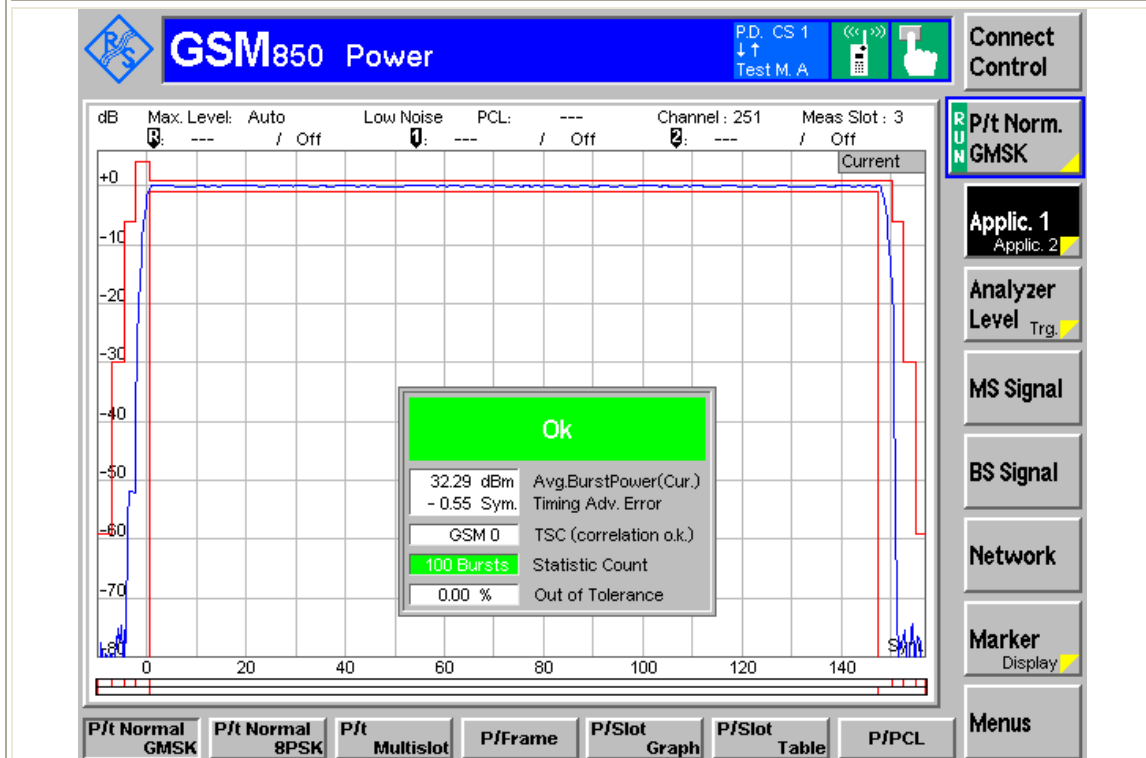 R&S GSM850 Power P.D. CS 1
↓↑
Test M. A
Connect
Control
dB Max. Level: Auto Low Noise PCL: --- Channel : 251 Meas Slot : 3
R: --- / Off 1: --- / Off 2: --- / Off
Current
RUN
P/t Norm.
GMSK
Applic. 1
Applic. 2
Analyzer
Level Trg.
MS Signal
BS Signal
Network
Marker
Display
Menus
+0
-10
-20
-30
-40
-50
-60
-70
-80
Ok
32.29 dBm Avg.BurstPower(Cur.)
- 0.55 Sym. Timing Adv. Error
GSM 0 TSC (correlation o.k.)
100 Bursts Statistic Count
0.00 % Out of Tolerance
0 20 40 60 80 100 120 140
P/t Normal
GMSK
P/t Normal
8PSK
P/t
Multislot
P/Frame
P/Slot
Graph
P/Slot
Table
P/PCL